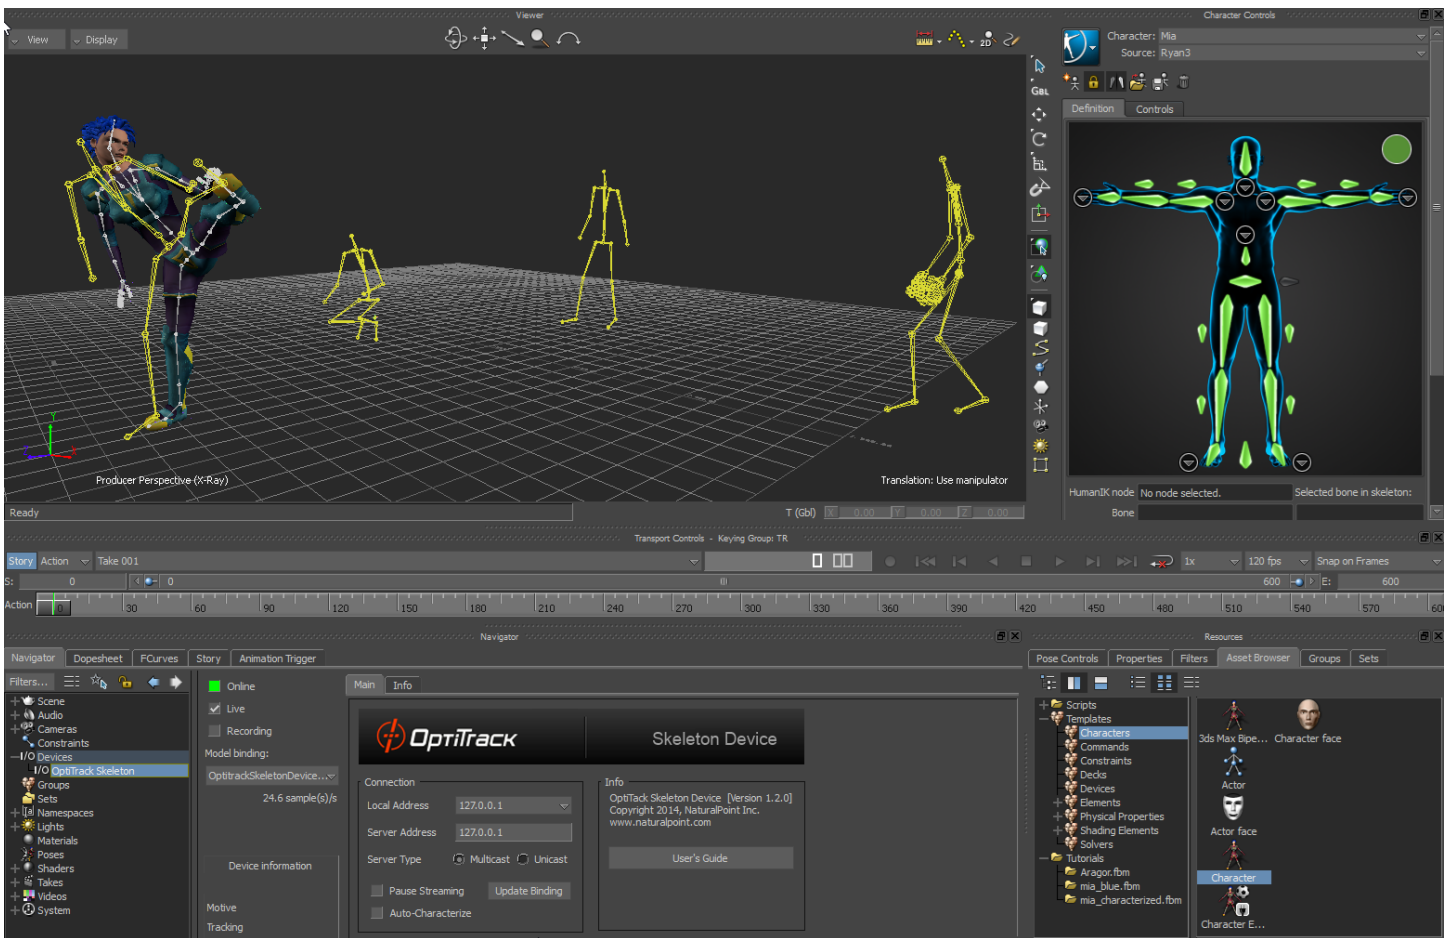 Viewer
Character Controls
View
Display
Character: Mia
Source: Ryan3
GBL
Definition
Controls
2D
Y
Producer Perspective (X-Ray)
Translation: Use manipulator
HumanIK node
No node selected.
Selected bone in skeleton:
Bone
Ready
T (Gbl) X 0.00 Y 0.00 Z 0.00
Transport Controls - Keying Group: TR
Story
Action
Take 001
1x
120 fps
Snap on Frames
S: 0 0
600 E: 600
Action 0 30 60 90 120 150 180 210 240 270 300 330 360 390 420 450 480 510 540 570 600
Navigator
Resources
Navigator Dopesheet FCurves Story Animation Trigger
Pose Controls Properties Filters Asset Browser Groups Sets
Filters...
Scene
Audio
Cameras
Constraints
I/O Devices
I/O OptiTrack Skeleton
Groups
Sets
Namespaces
Lights
Materials
Poses
Shaders
Takes
Videos
System
Online
Live
Recording
Model binding:
OptitrackSkeletonDevice...
24.6 sample(s)/s
Device information
Motive
Tracking
Main Info
OptiTrack
Skeleton Device
Connection
Local Address 127.0.0.1
Server Address 127.0.0.1
Server Type Multicast Unicast
Pause Streaming
Update Binding
Auto-Characterize
Info
OptiTack Skeleton Device [Version 1.2.0]
Copyright 2014, NaturalPoint Inc.
www.naturalpoint.com
User's Guide
Scripts
Templates
Characters
Commands
Constraints
Decks
Devices
Elements
Physical Properties
Shading Elements
Solvers
Tutorials
Aragor.fbm
mia_blue.fbm
mia_characterized.fbm
3ds Max Bipe...
Character face
Actor
Actor face
Character
Character E...